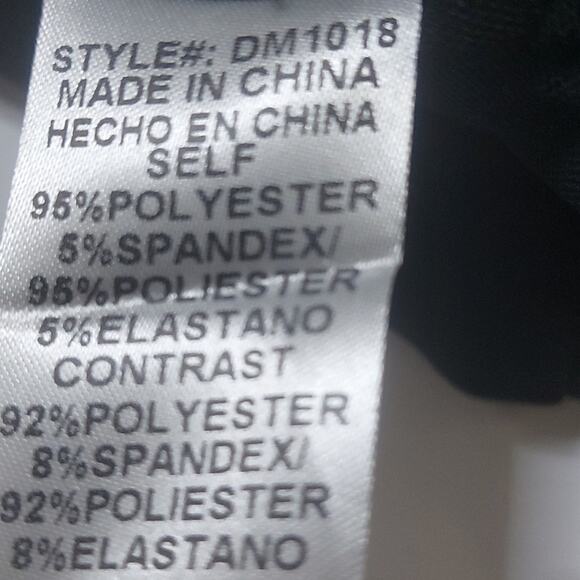 STYLE#: DM1018
MADE IN CHINA
HECHO EN CHINA
SELF
95%POLYESTER
5%SPANDEX/
95%POLIESTER
5%ELASTANO
CONTRAST
92%POLYESTER
8%SPANDEX/
92%POLIESTER
8%ELASTANO